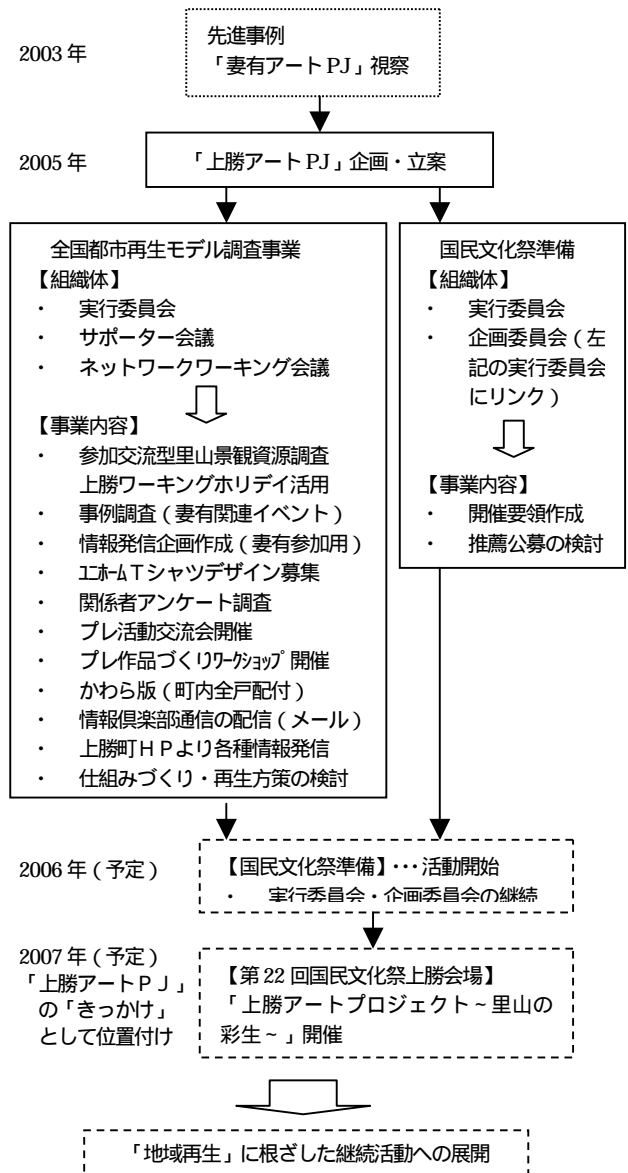 2003 年
先進事例
「妻有アート PJ」視察
2005 年
「上勝アート PJ」企画・立案
全国都市再生モデル調査事業
【組織体】
・ 実行委員会
・ サポーター会議
・ ネットワークワーキング会議
【事業内容】
・ 参加交流型里山景観資源調査
上勝ワーキングホリデイ活用
・ 事例調査(妻有関連イベント)
・ 情報発信企画作成(妻有参加用)
・ ユニホームTシャツデザイン募集
・ 関係者アンケート調査
・ プレ活動交流会開催
・ プレ作品づくりワークショップ開催
・ かわら版(町内全戸配付)
・ 情報倶楽部通信の配信(メール)
・ 上勝町HPより各種情報発信
・ 仕組みづくり・再生方策の検討
国民文化祭準備
【組織体】
・ 実行委員会
・ 企画委員会(左
記の実行委員会
にリンク)
【事業内容】
・ 開催要領作成
・ 推薦公募の検討
2006 年(予定)
【国民文化祭準備】・・・活動開始
・ 実行委員会・企画委員会の継続
2007 年(予定)
「上勝アートPJ」
の「きっかけ」
として位置付け
【第 22 回国民文化祭上勝会場】
「上勝アートプロジェクト~里山の
彩生~」開催
「地域再生」に根ざした継続活動への展開